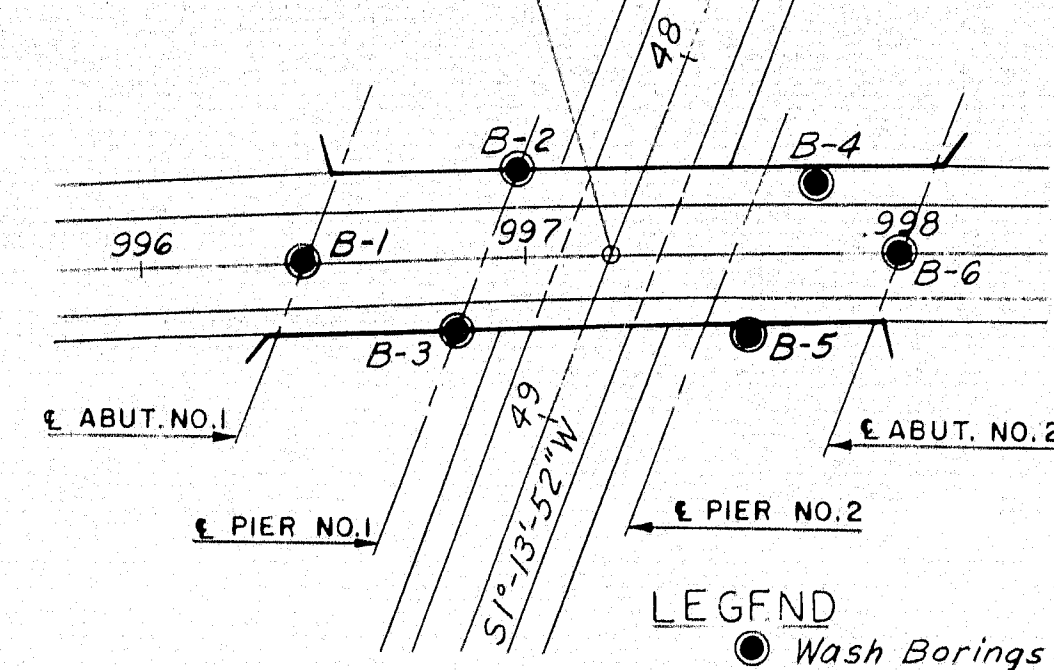 48
B-2
B-4
996
B-1
997
998
B-6
B-3
B-5
℄ ABUT. NO. 1
49
℄ ABUT. NO. 2
S1°-13'-52"W
℄ PIER NO. 1
℄ PIER NO. 2
LEGEND
Wash Borings